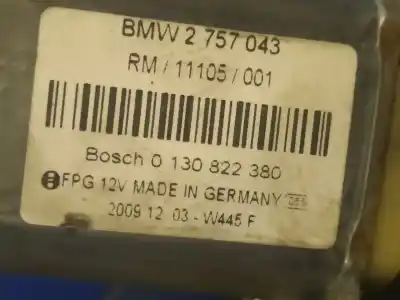 BMW 2 757 043
RM / 11105 / 001
Bosch 0 130 822 380
FPG 12V MADE IN GERMANY
2009 12 03 - W445 F